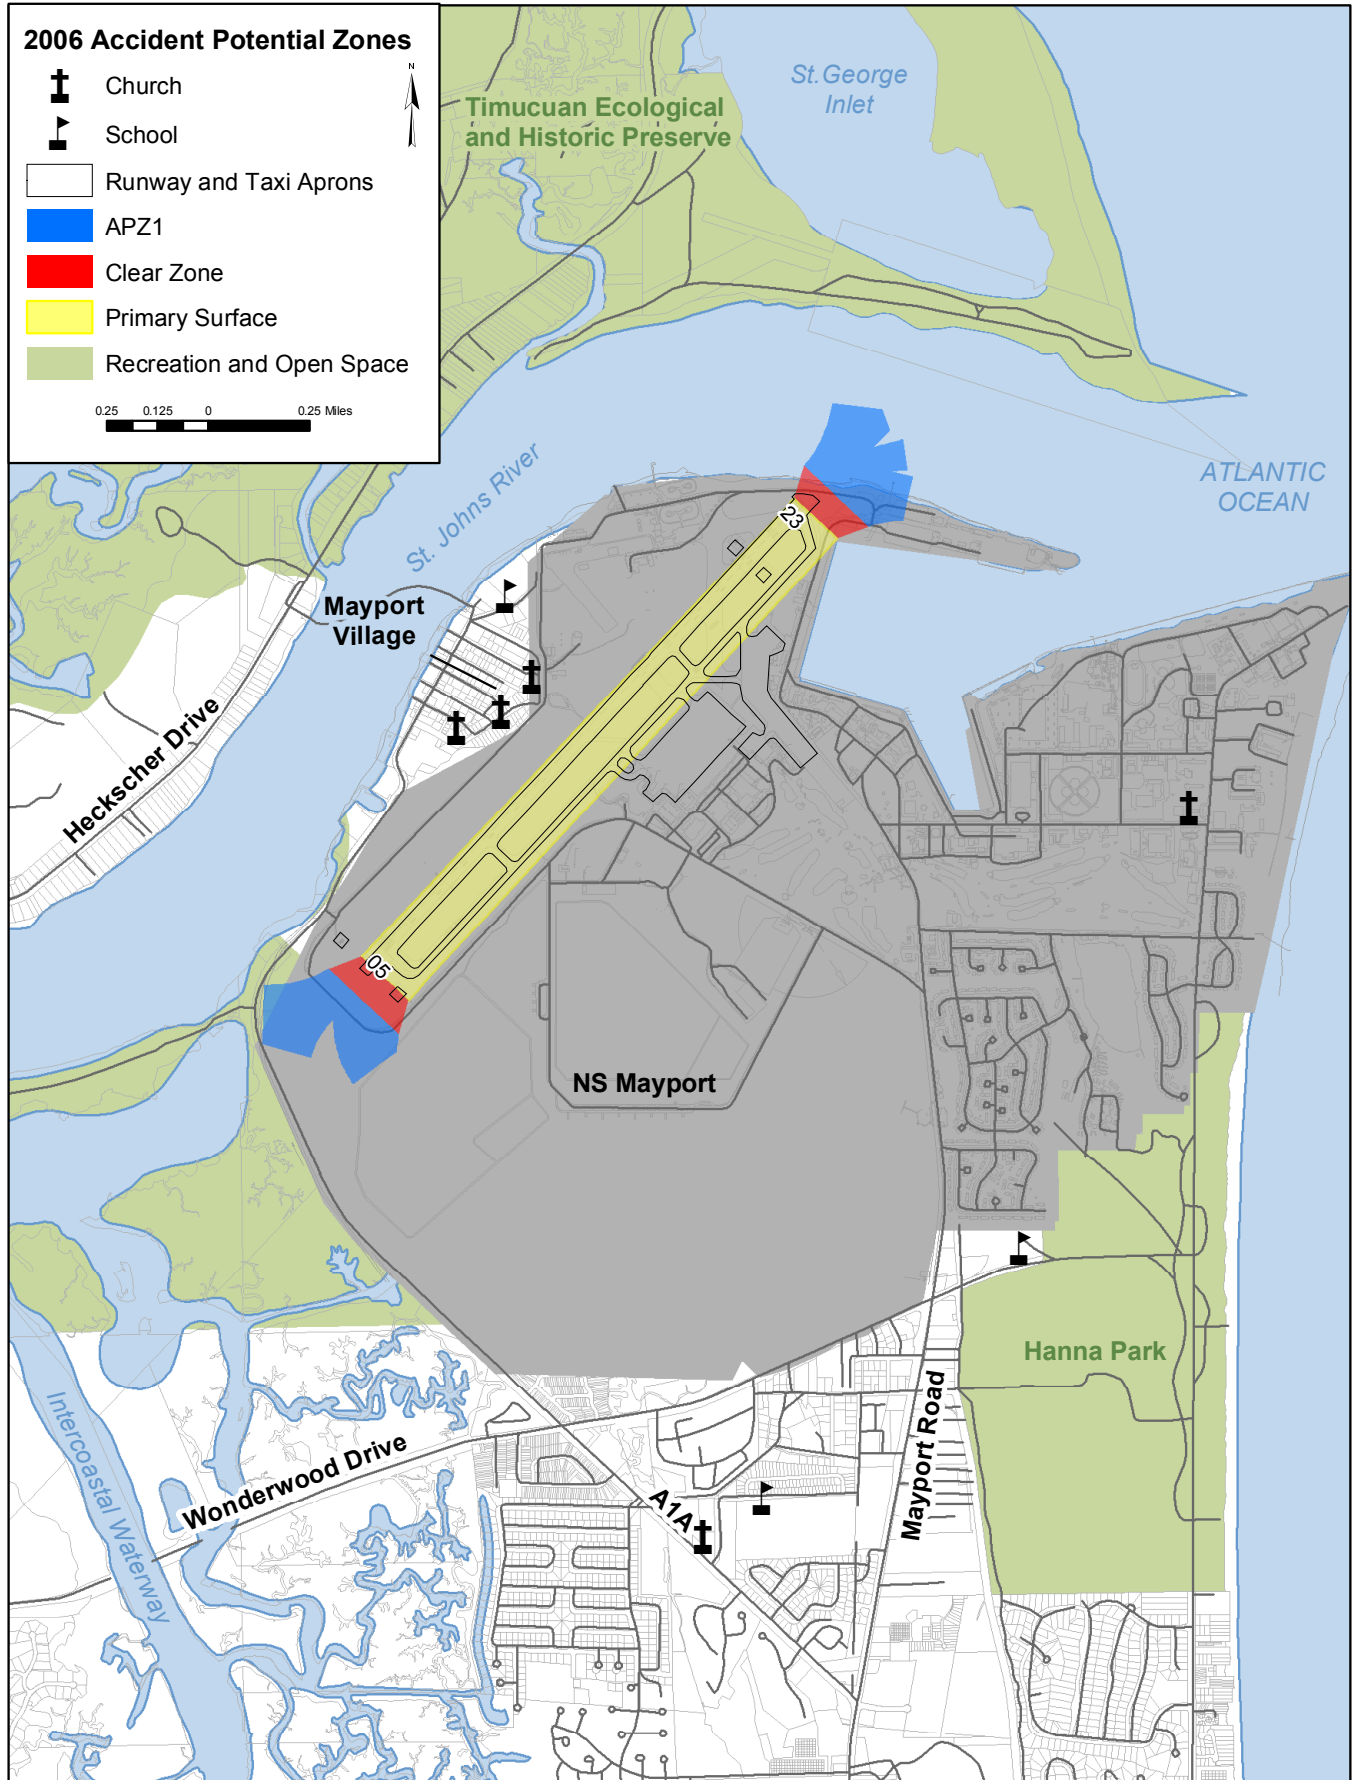 2006 Accident Potential Zones
Church
School
Runway and Taxi Aprons
APZ1
Clear Zone
Primary Surface
Recreation and Open Space
0.25 0.125 0 0.25 Miles
N
Timucuan Ecological
and Historic Preserve
St.George
Inlet
ATLANTIC
OCEAN
St. Johns River
23
Mayport
Village
Heckscher Drive
05
NS Mayport
Hanna Park
Mayport Road
Intercoastal Waterway
Wonderwood Drive
A1A